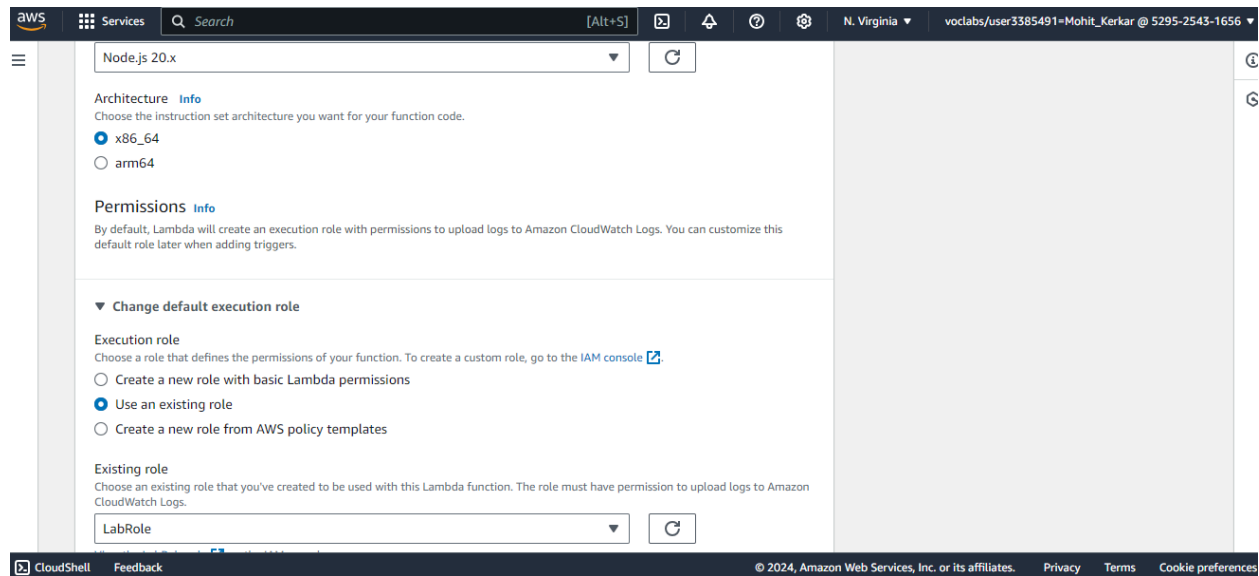 aws Services Search [Alt+S] N. Virginia voclabs/user3385491=Mohit_Kerkar @ 5295-2543-1656
Node.js 20.x
Architecture Info
Choose the instruction set architecture you want for your function code.
x86_64
arm64
Permissions Info
By default, Lambda will create an execution role with permissions to upload logs to Amazon CloudWatch Logs. You can customize this
default role later when adding triggers.
Change default execution role
Execution role
Choose a role that defines the permissions of your function. To create a custom role, go to the IAM console.
Create a new role with basic Lambda permissions
Use an existing role
Create a new role from AWS policy templates
Existing role
Choose an existing role that you've created to be used with this Lambda function. The role must have permission to upload logs to Amazon
CloudWatch Logs.
LabRole
CloudShell Feedback © 2024, Amazon Web Services, Inc. or its affiliates. Privacy Terms Cookie preferences